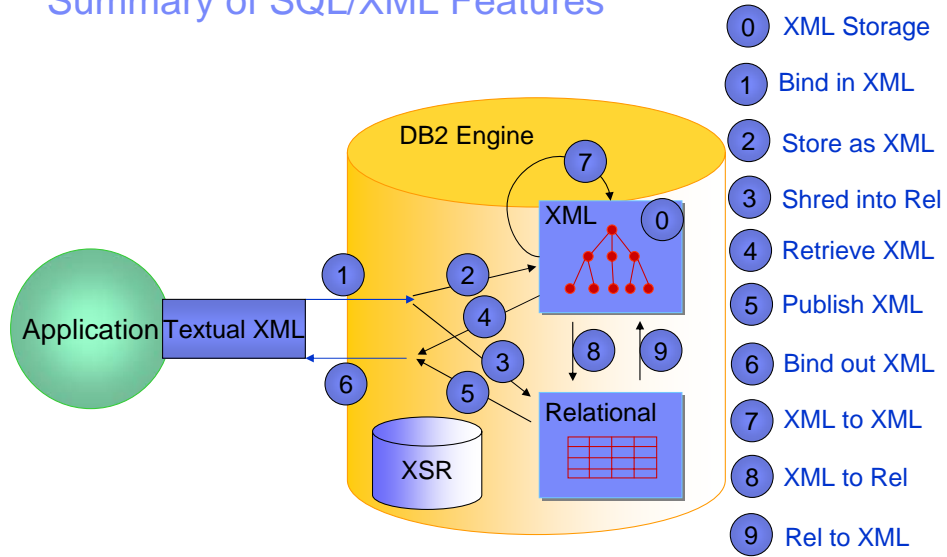 Summary of SQL/XML Features
0 XML Storage
1 Bind in XML
2 Store as XML
3 Shred into Rel
4 Retrieve XML
5 Publish XML
6 Bind out XML
7 XML to XML
8 XML to Rel
9 Rel to XML
DB2 Engine
7
XML
0
1
2
4
Application
Textual XML
3
8
9
6
5
Relational
XSR